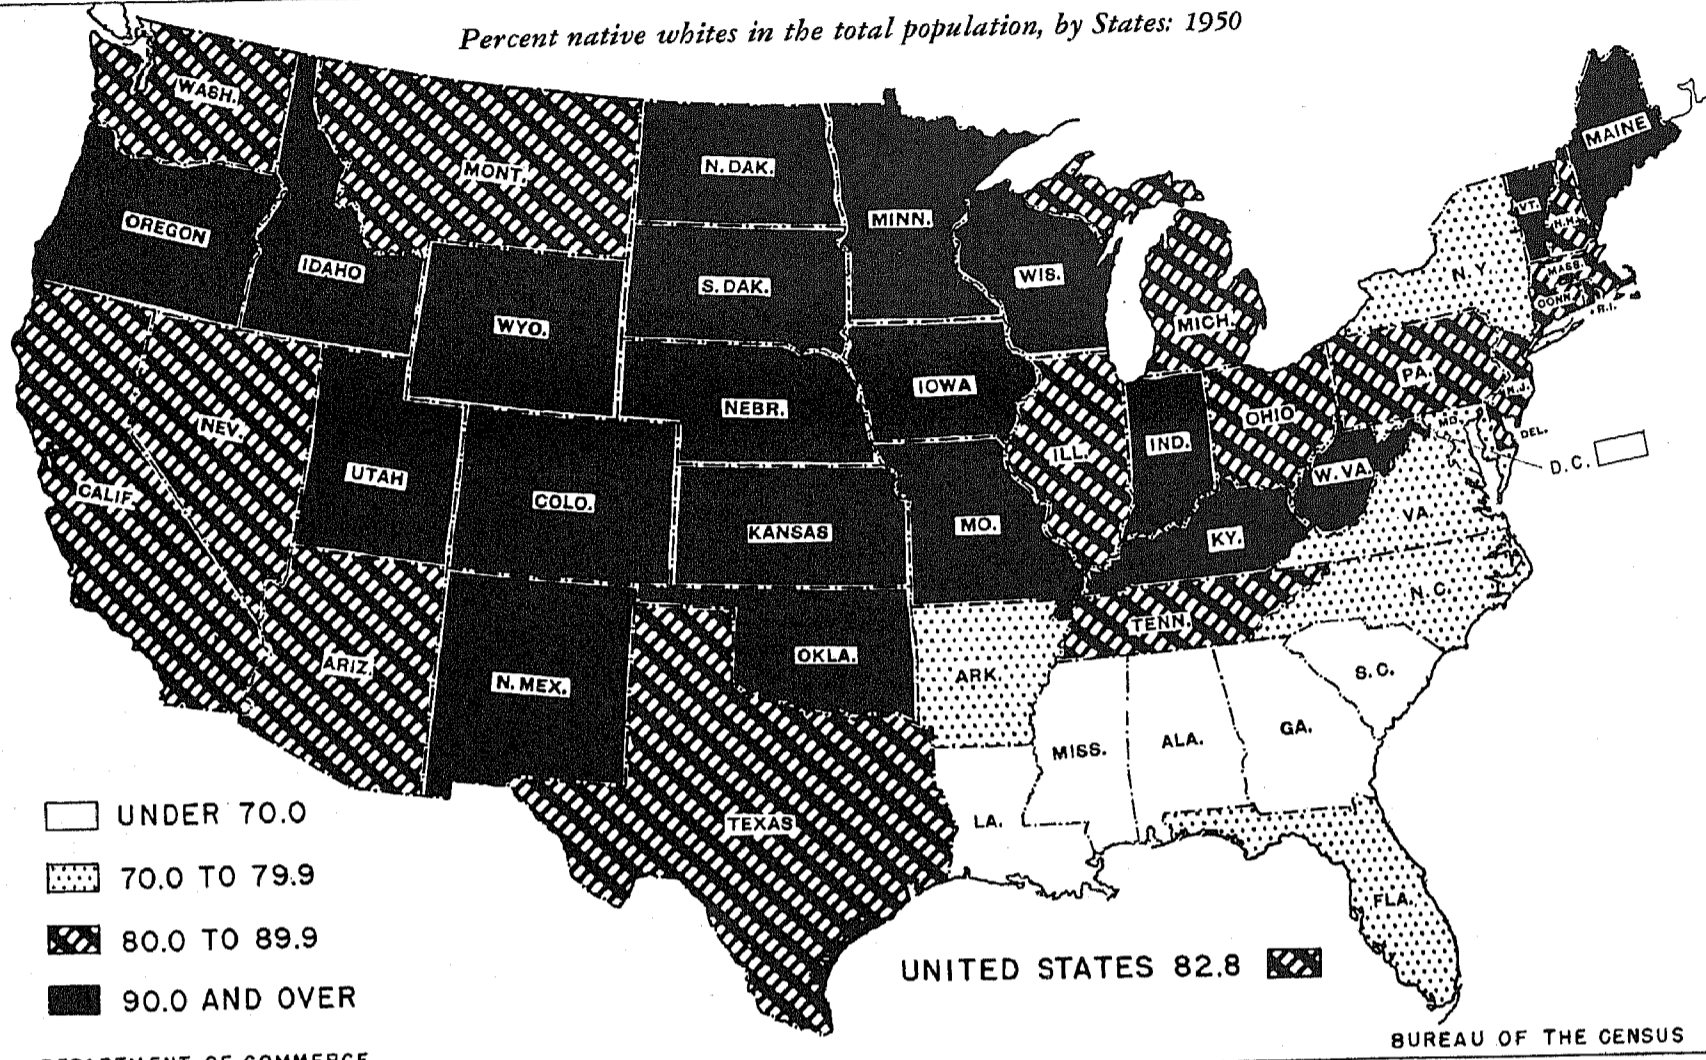 Percent native whites in the total population, by States: 1950
WASH.
MONT.
N. DAK.
MINN.
MAINE
OREGON
IDAHO
S. DAK.
WIS.
MICH.
N.Y.
VT.
N.H.
MASS.
CONN.
R.I.
WYO.
NEBR.
IOWA
ILL.
IND.
OHIO
PA.
N.J.
NEV.
CALIF.
UTAH
COLO.
KANSAS
MO.
KY.
W. VA.
MD.
DEL.
D.C.
VA.
ARIZ.
N. MEX.
OKLA.
ARK.
TENN.
N.C.
S.C.
TEXAS
LA.
MISS.
ALA.
GA.
FLA.
UNDER 70.0
70.0 TO 79.9
80.0 TO 89.9
90.0 AND OVER
UNITED STATES 82.8
DEPARTMENT OF COMMERCE
BUREAU OF THE CENSUS